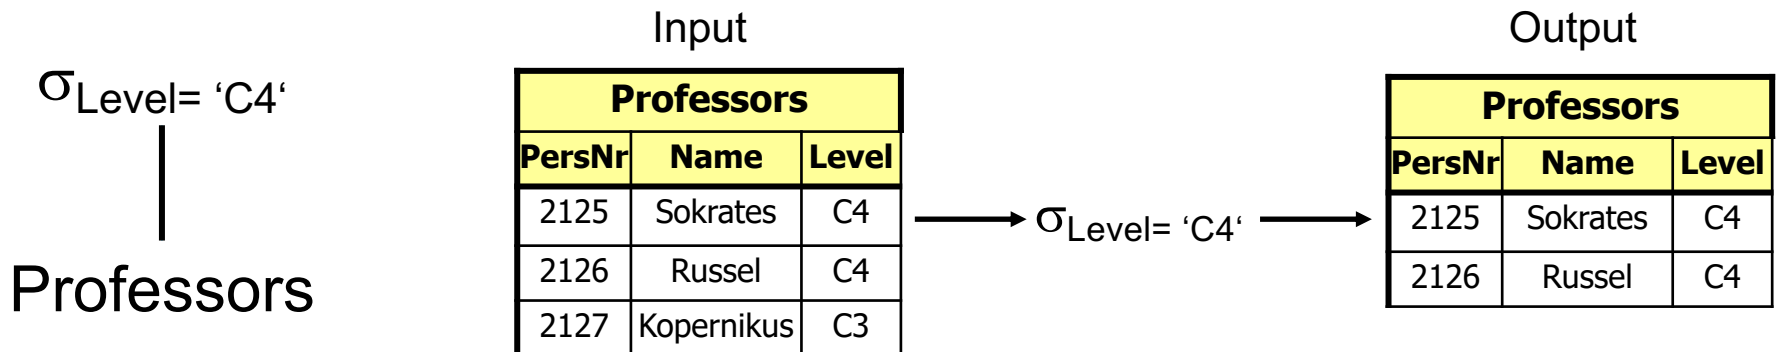 σLevel= ‘C4‘
Professors
Input
Professors
PersNr Name Level
2125 Sokrates C4
2126 Russel C4
2127 Kopernikus C3
σLevel= ‘C4‘
Output
Professors
PersNr Name Level
2125 Sokrates C4
2126 Russel C4